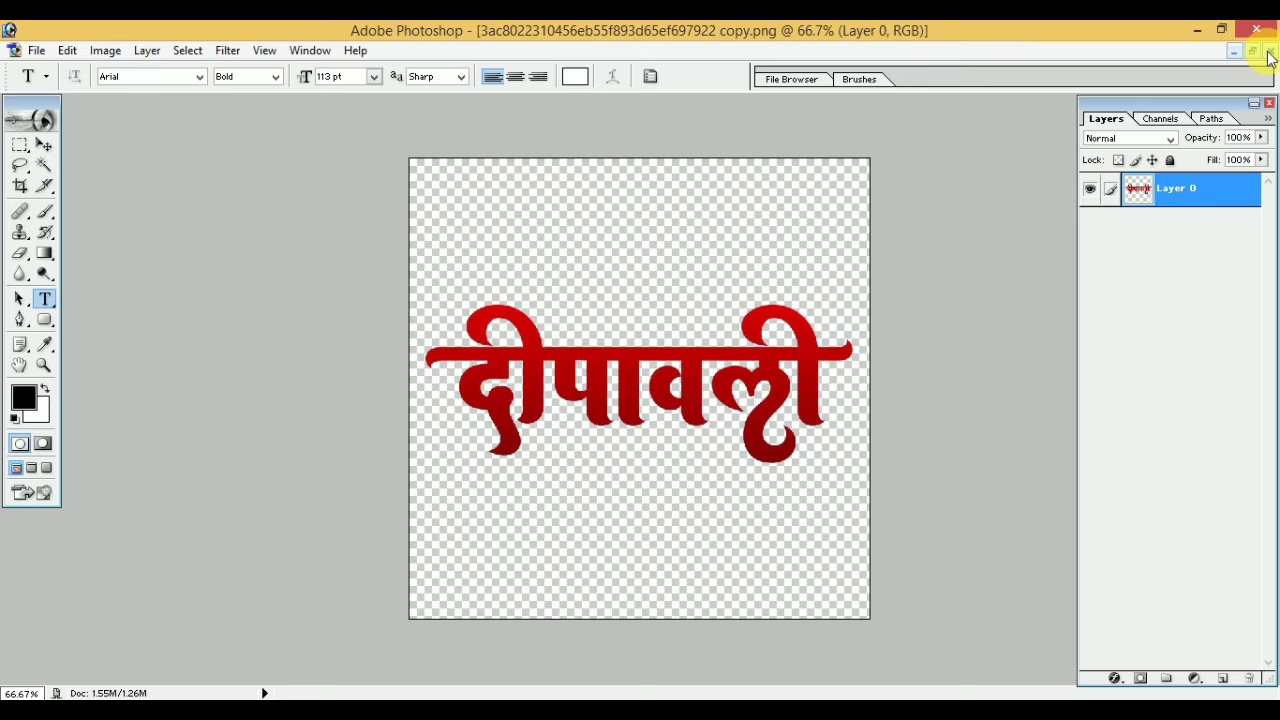 Adobe Photoshop - [3ac8022310456eb55f893d65ef697922 copy.png @ 66.7% (Layer 0, RGB)]
File Edit Image Layer Select Filter View Window Help
T Arial Bold T 113 pt aa Sharp File Browser Brushes
Layers Channels Paths
Normal Opacity: 100%
Lock: Fill: 100%
Layer 0
T
दीपावली
66.67% Doc: 1.55M/1.26M